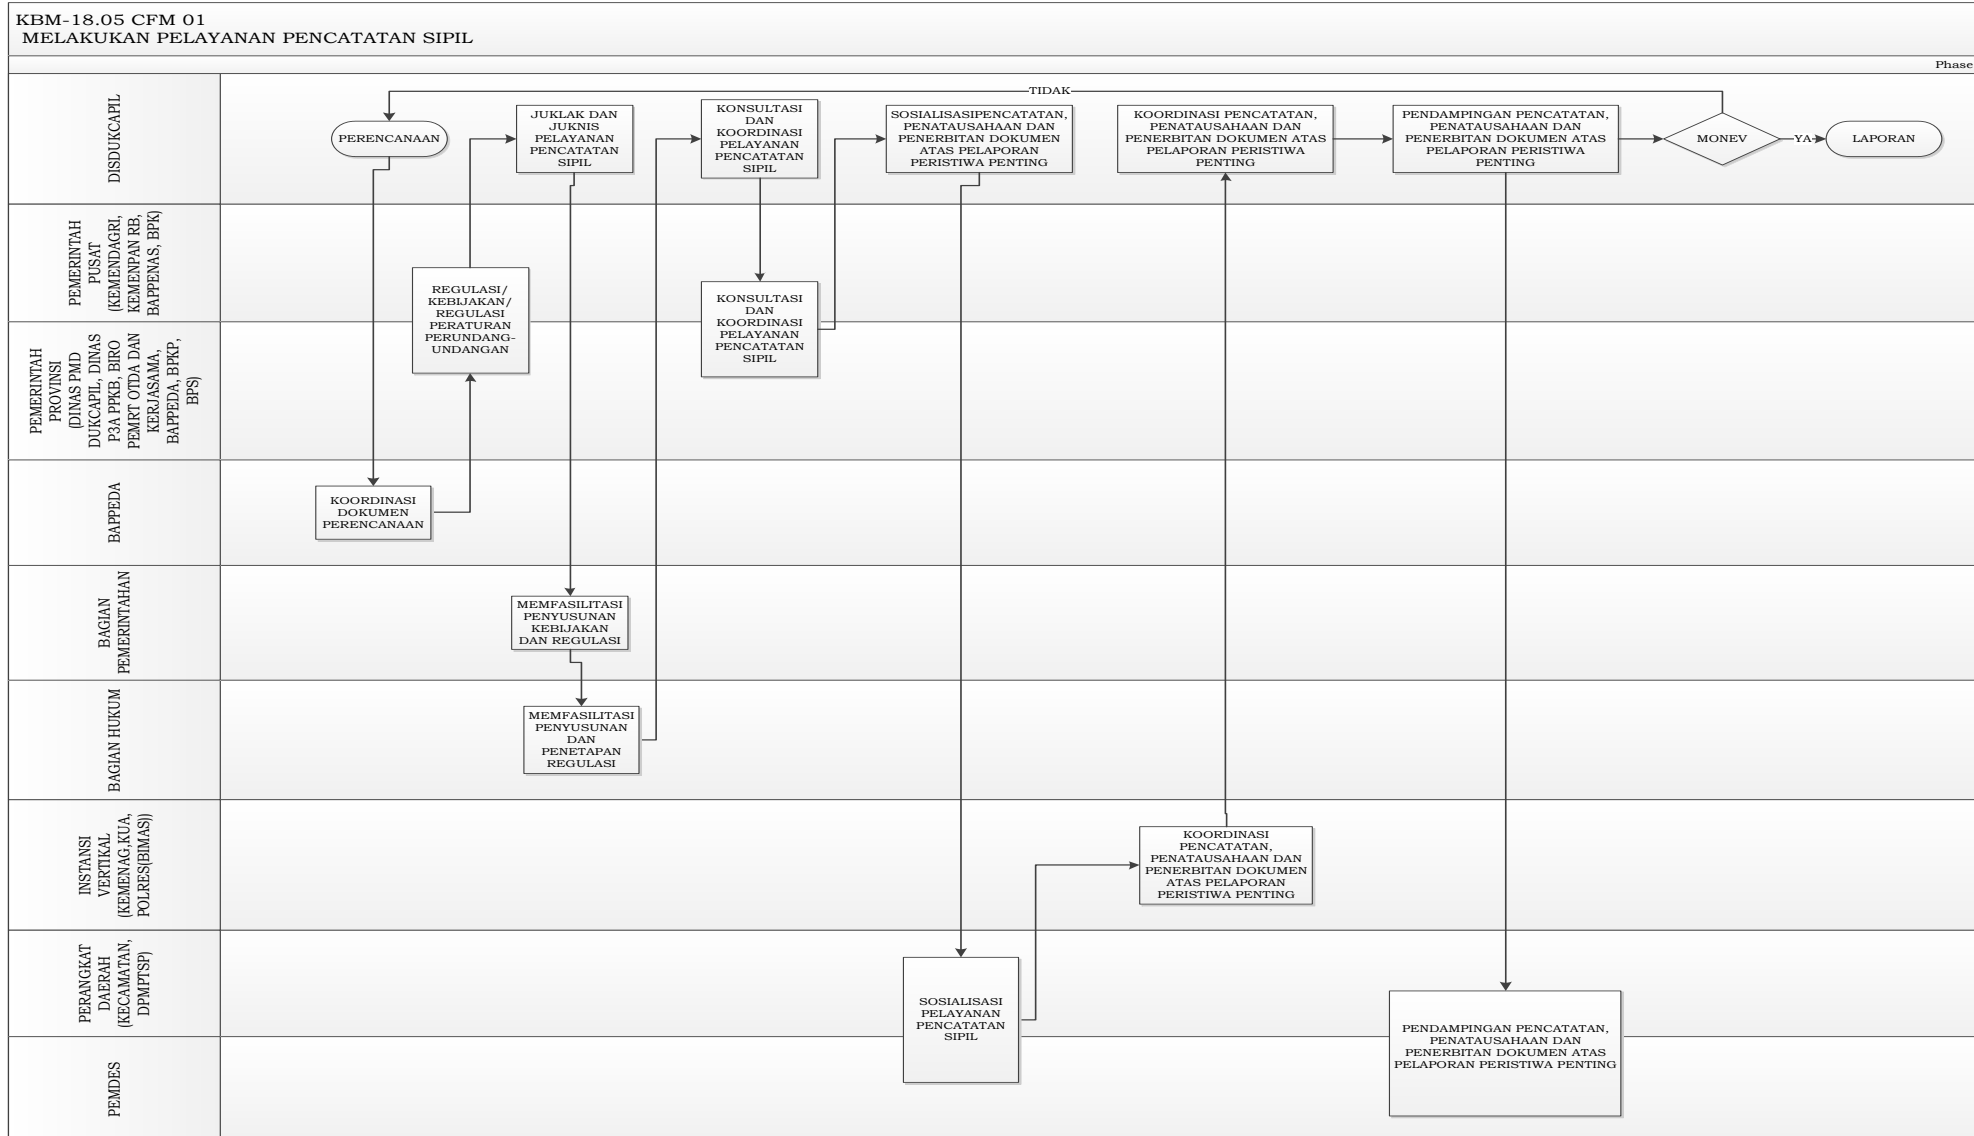 KBM-18.05 CFM 01
MELAKUKAN PELAYANAN PENCATATAN SIPIL
Phase
DISDUKCAPIL
TIDAK
PERENCANAAN
JUKLAK DAN
JUKNIS
PELAYANAN
PENCATATAN
SIPIL
KONSULTASI
DAN
KOORDINASI
PELAYANAN
PENCATATAN
SIPIL
SOSIALISASIPENCATATAN,
PENATAUSAHAAN DAN
PENERBITAN DOKUMEN
ATAS PELAPORAN
PERISTIWA PENTING
KOORDINASI PENCATATAN,
PENATAUSAHAAN DAN
PENERBITAN DOKUMEN ATAS
PELAPORAN PERISTIWA
PENTING
PENDAMPINGAN PENCATATAN,
PENATAUSAHAAN DAN
PENERBITAN DOKUMEN ATAS
PELAPORAN PERISTIWA
PENTING
MONEV
YA
LAPORAN
PEMERINTAH
PUSAT
(KEMENDAGRI,
KEMENPAN RB,
BAPPENAS, BPK)
REGULASI/
KEBIJAKAN/
REGULASI
PERATURAN
PERUNDANG-
UNDANGAN
KONSULTASI
DAN
KOORDINASI
PELAYANAN
PENCATATAN
SIPIL
PEMERINTAH
PROVINSI
(DINAS PMD
DUKCAPIL, DINAS
P3A PPKB, BIRO
PEMRT OTDA DAN
KERJASAMA,
BAPPEDA, BPKP,
BPS)
BAPPEDA
KOORDINASI
DOKUMEN
PERENCANAAN
BAGIAN
PEMERINTAHAN
MEMFASILITASI
PENYUSUNAN
KEBIJAKAN
DAN REGULASI
BAGIAN HUKUM
MEMFASILITASI
PENYUSUNAN
DAN
PENETAPAN
REGULASI
INSTANSI
VERTIKAL
(KEMENAG,KUA,
POLRES(BIMAS))
KOORDINASI
PENCATATAN,
PENATAUSAHAAN DAN
PENERBITAN DOKUMEN
ATAS PELAPORAN
PERISTIWA PENTING
PERANGKAT
DAERAH
(KECAMATAN,
DPMPTSP)
SOSIALISASI
PELAYANAN
PENCATATAN
SIPIL
PENDAMPINGAN PENCATATAN,
PENATAUSAHAAN DAN
PENERBITAN DOKUMEN ATAS
PELAPORAN PERISTIWA PENTING
PEMDES